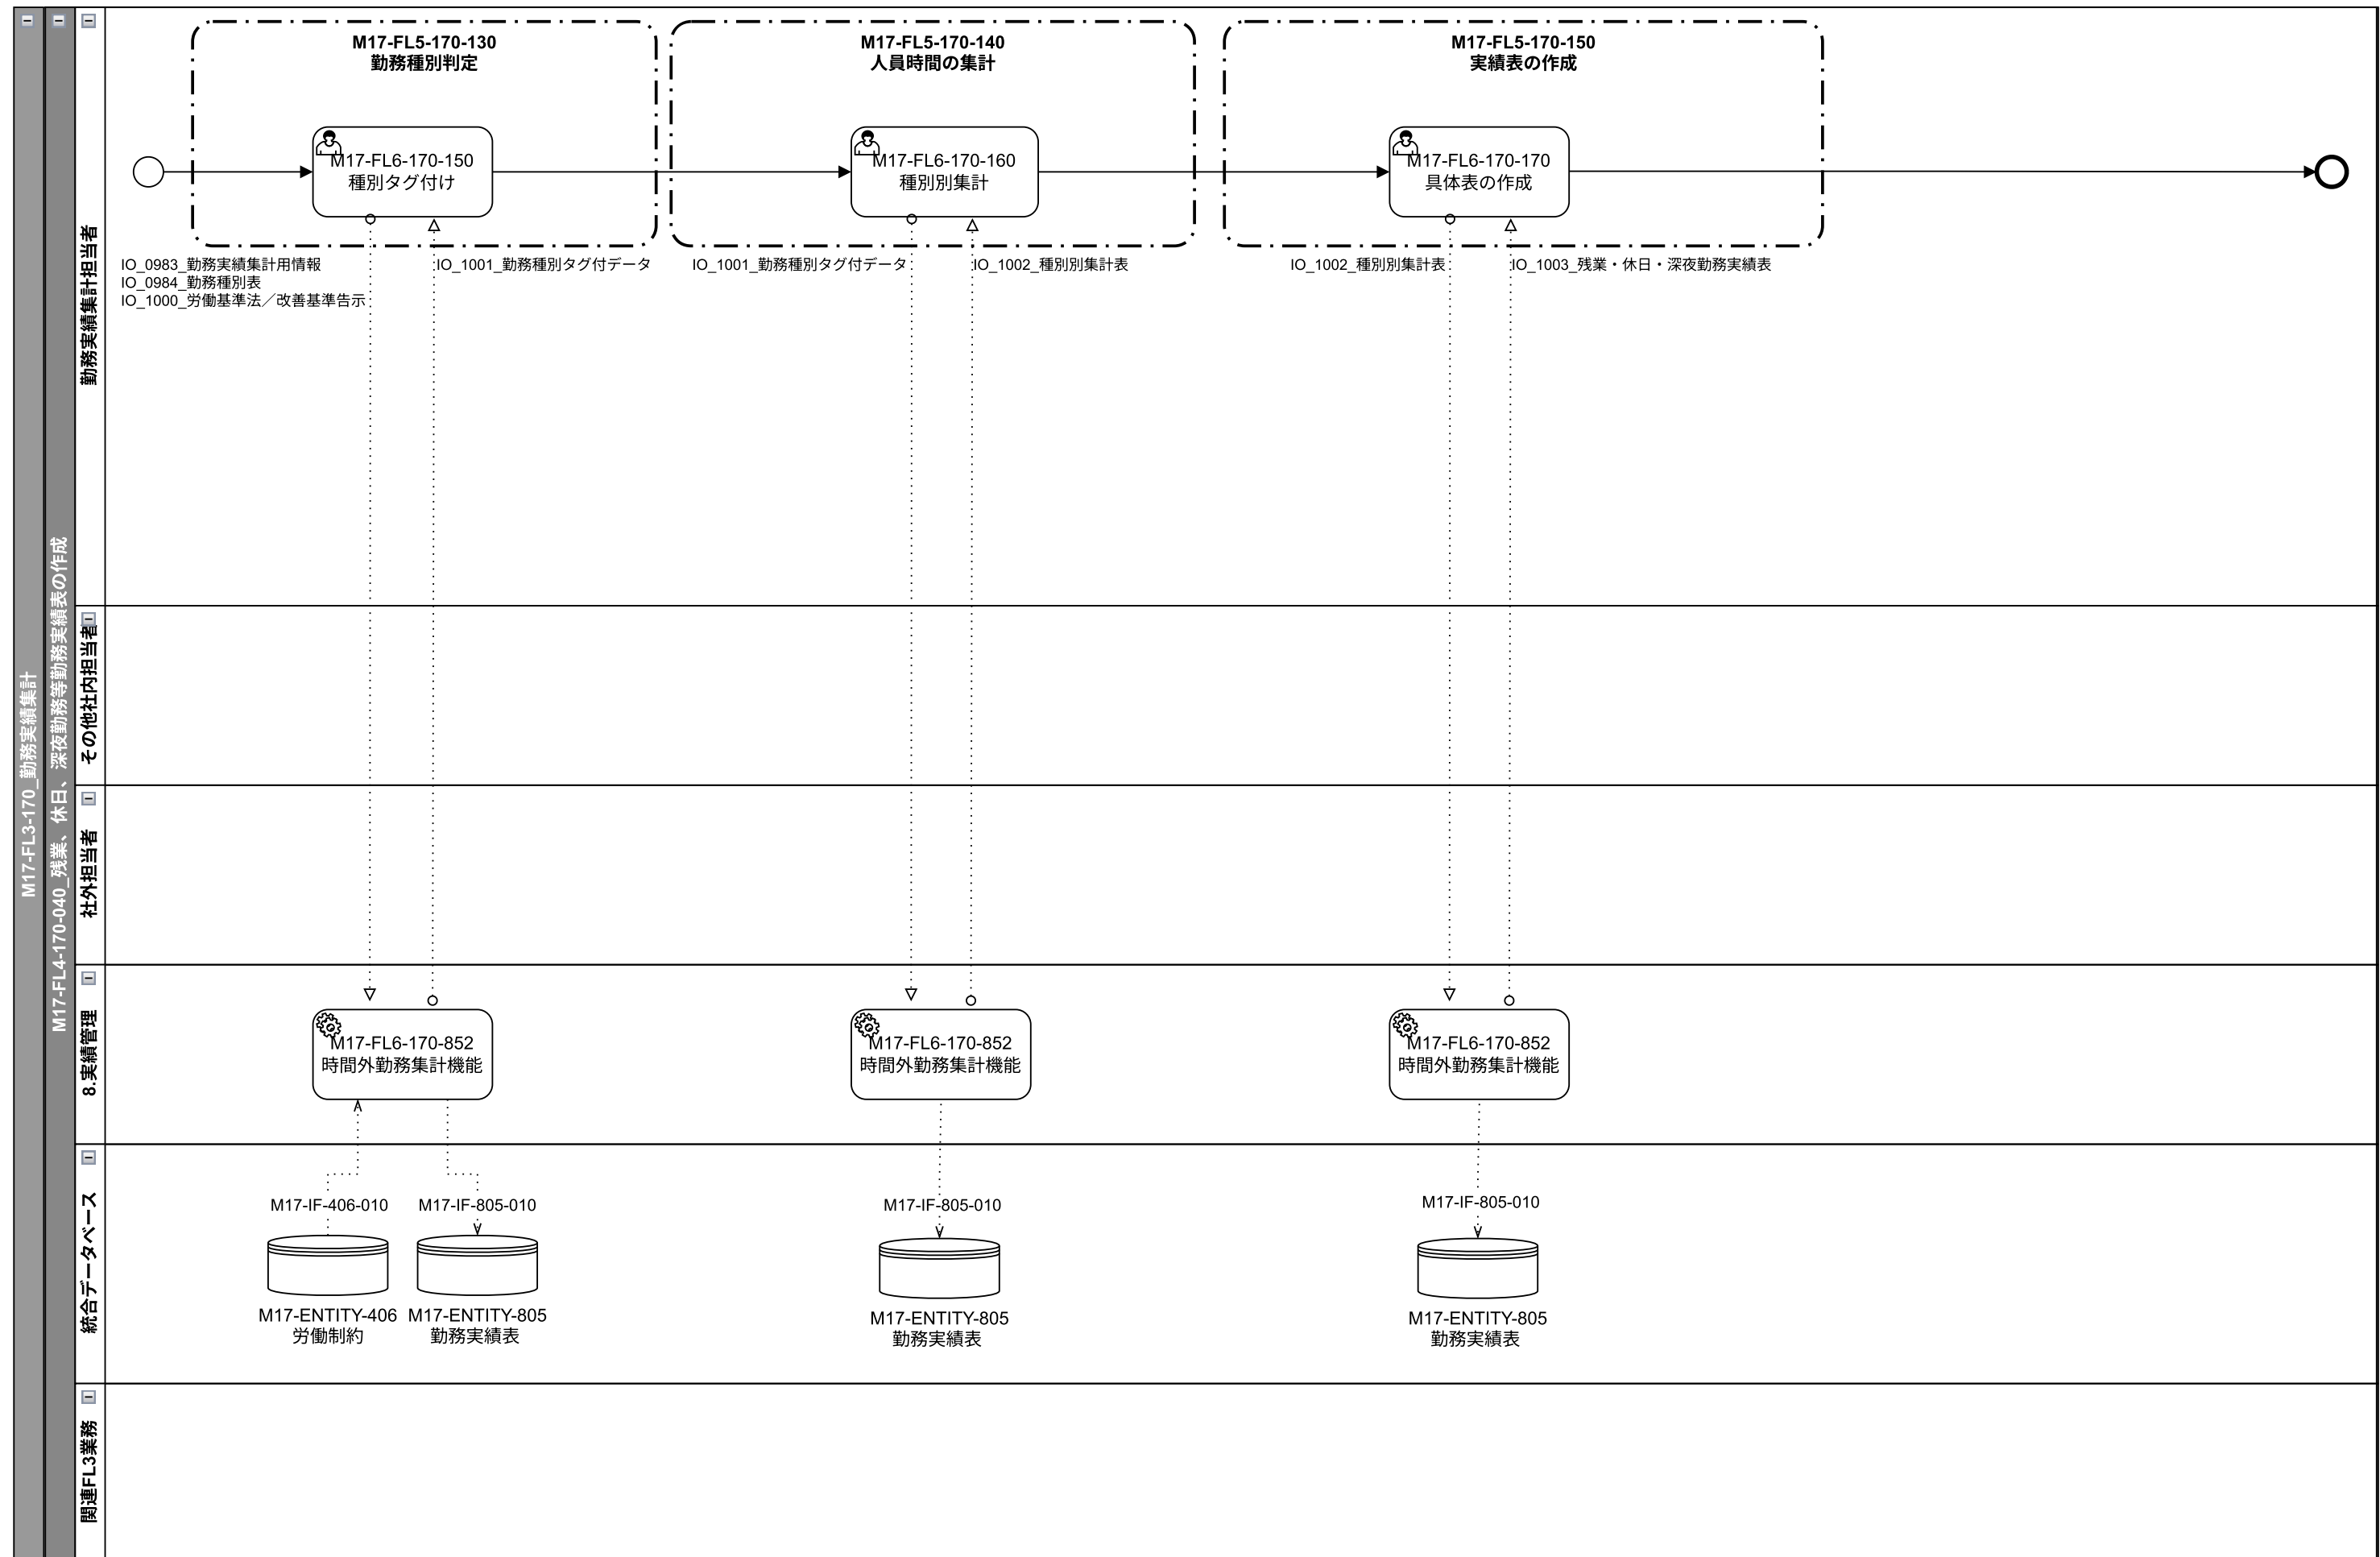 M17-FL3-170_勤務実績集計
M17-FL4-170-040_残業、休日、深夜勤務等勤務実績表の作成
勤務実績集計担当者
M17-FL5-170-130
勤務種別判定
M17-FL5-170-140
人員時間の集計
M17-FL5-170-150
実績表の作成
M17-FL6-170-150
種別タグ付け
M17-FL6-170-160
種別別集計
M17-FL6-170-170
具体表の作成
IO_0983_勤務実績集計用情報
IO_0984_勤務種別表
IO_1000_労働基準法／改善基準告示
IO_1001_勤務種別タグ付データ
IO_1001_勤務種別タグ付データ
IO_1002_種別別集計表
IO_1002_種別別集計表
IO_1003_残業・休日・深夜勤務実績表
その他社内担当者
社外担当者
8.実績管理
M17-FL6-170-852
時間外勤務集計機能
M17-FL6-170-852
時間外勤務集計機能
M17-FL6-170-852
時間外勤務集計機能
統合データベース
M17-IF-406-010
M17-IF-805-010
M17-IF-805-010
M17-IF-805-010
M17-ENTITY-406
労働制約
M17-ENTITY-805
勤務実績表
M17-ENTITY-805
勤務実績表
M17-ENTITY-805
勤務実績表
関連FL3業務